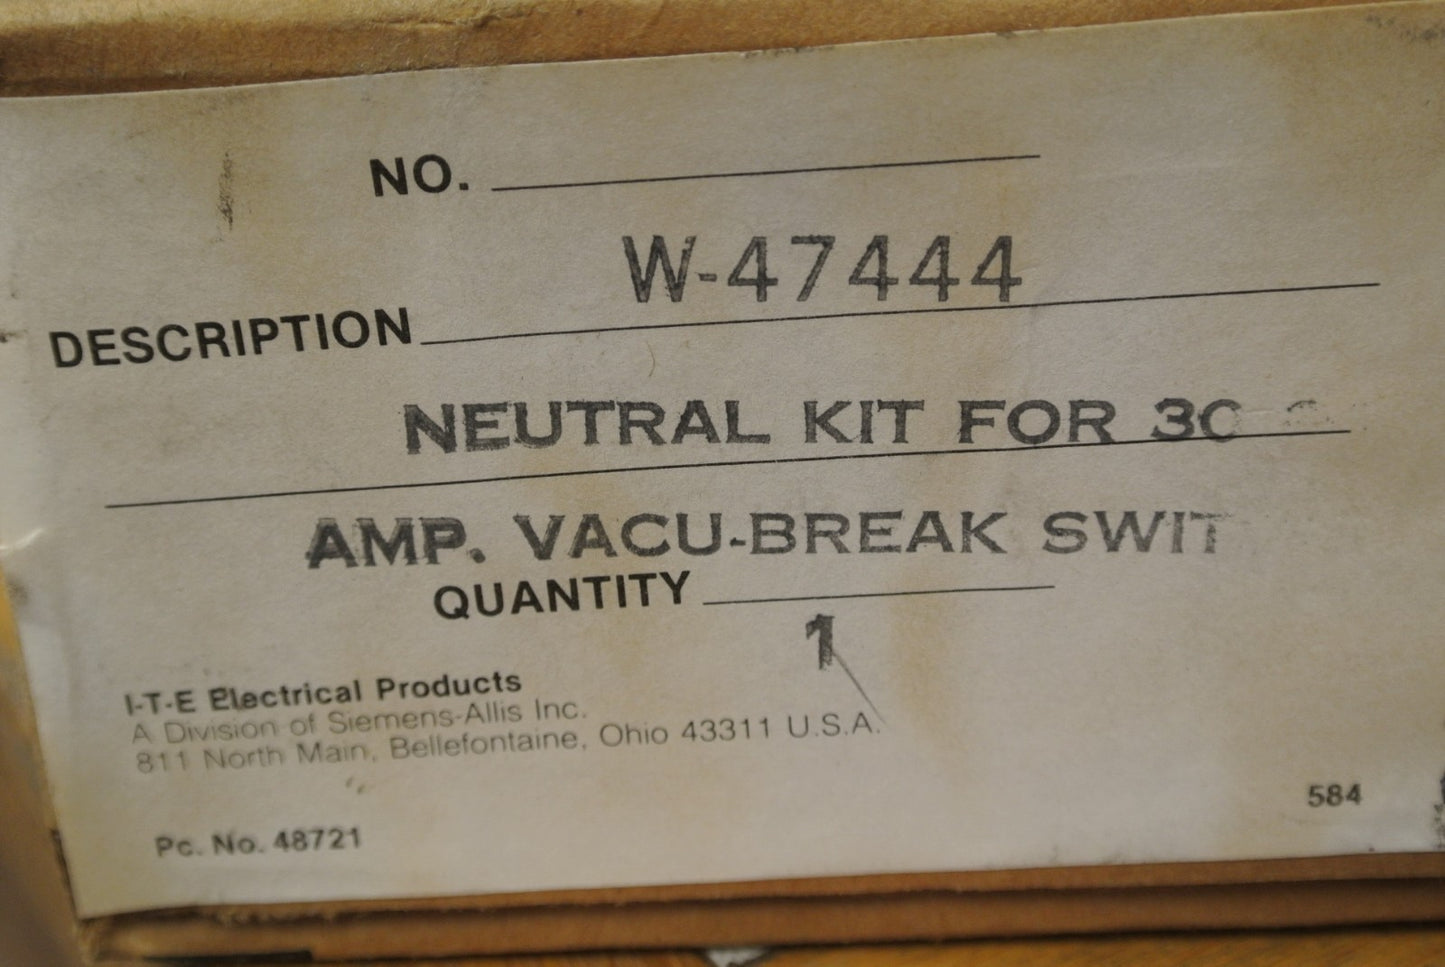 NO.
W-47444
DESCRIPTION
NEUTRAL KIT FOR
AMP. VACU-BREAK SWIT
QUANTITY
1
I-T-E Electrical Products
A Division of Siemens-Allis Inc.
811 North Main, Bellefontaine, Ohio 43311 U.S.A.
584
Pc. No. 48721